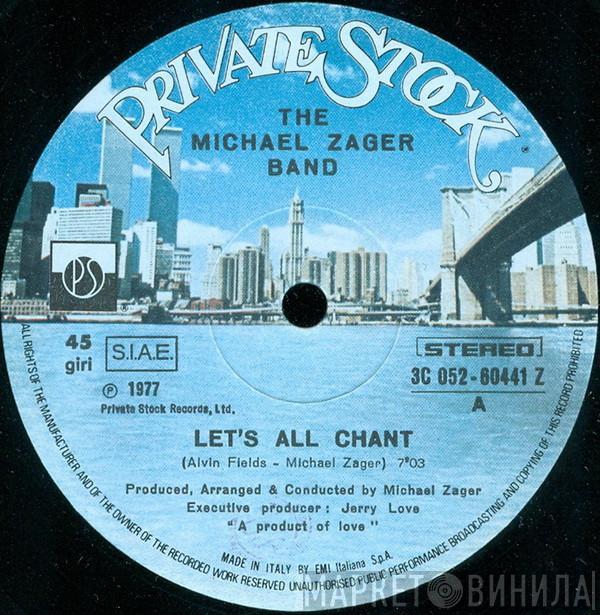 PRIVATE STOCK
THE
MICHAEL ZAGER
BAND
PS
®
45
giri
S.I.A.E.
℗ 1977
Private Stock Records, Ltd.
STEREO
3C 052-60441 Z
A
LET'S ALL CHANT
(Alvin Fields - Michael Zager) 7'03
Produced, Arranged & Conducted by Michael Zager
Executive producer : Jerry Love
"A product of love"
MADE IN ITALY BY EMI Italiana S.p.A.
ALL RIGHTS OF THE MANUFACTURER AND OF THE OWNER OF THE RECORDED WORK RESERVED UNAUTHORISED PUBLIC PERFORMANCE BROADCASTING AND COPYING OF THIS RECORD PROHIBITED
МАРКЕТ ВИНИЛА